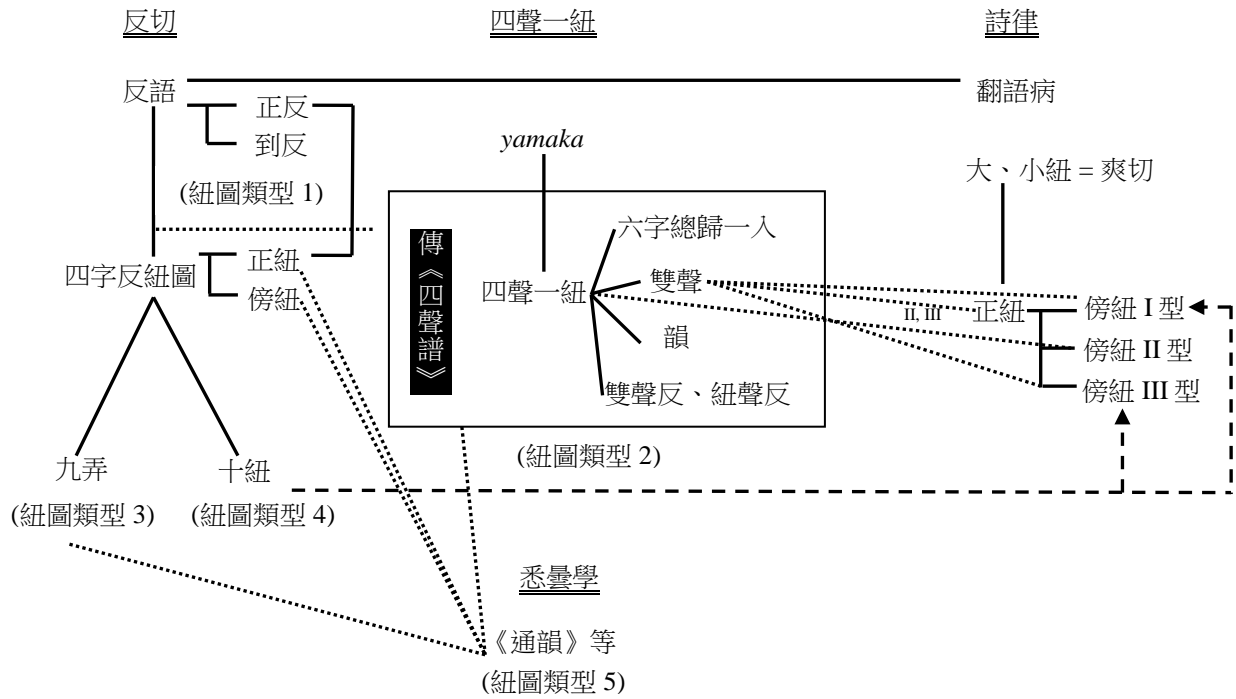 反切
四聲一紐
詩律
反語
正反
到反
(紐圖類型 1)
翻語病
yamaka
大、小紐 = 爽切
傳《四聲譜》
六字總歸一入
四字反紐圖
正紐
傍紐
四聲一紐
雙聲
韻
雙聲反、紐聲反
II, III
正紐
傍紐 I 型
傍紐 II 型
傍紐 III 型
(紐圖類型 2)
九弄
十紐
(紐圖類型 3)
(紐圖類型 4)
悉曇學
《通韻》等
(紐圖類型 5)